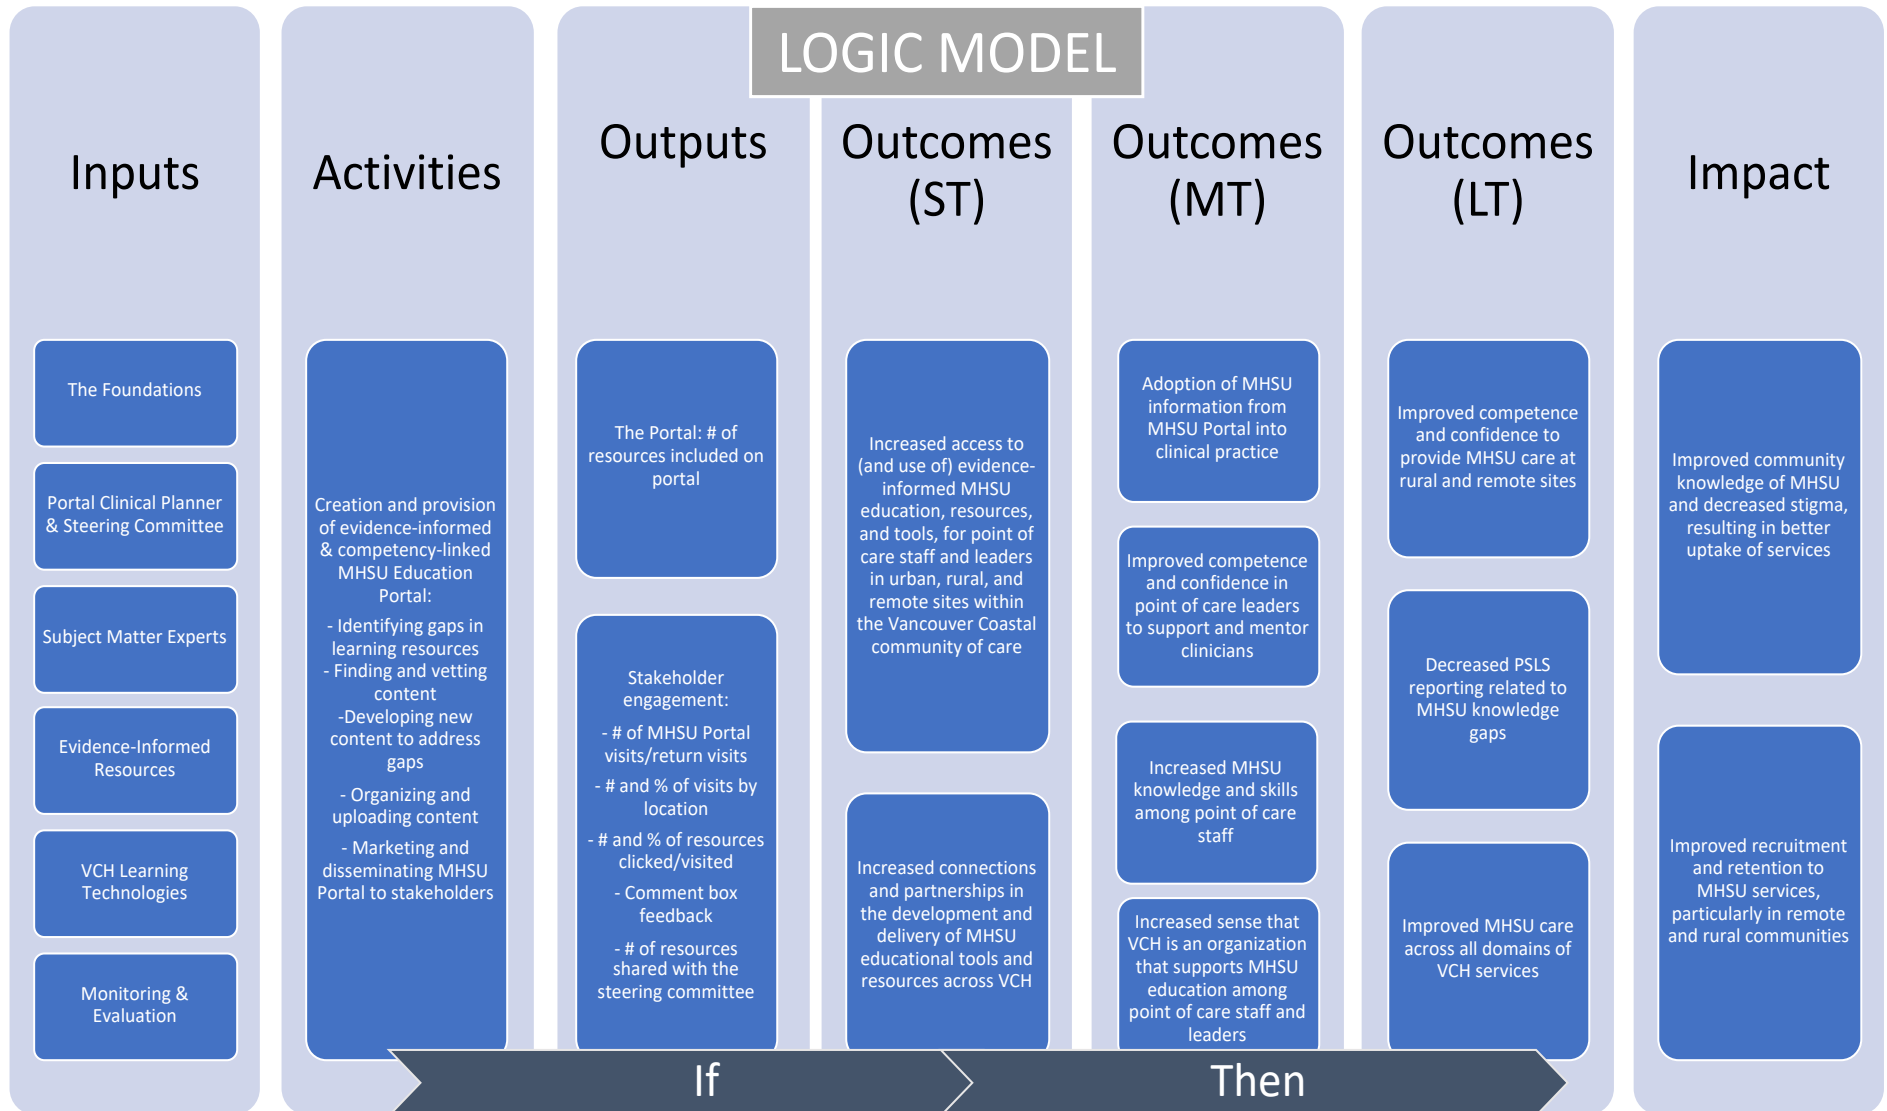 LOGIC MODEL
Inputs
The Foundations
Portal Clinical Planner
& Steering Committee
Subject Matter Experts
Evidence-Informed
Resources
VCH Learning
Technologies
Monitoring &
Evaluation
Activities
Creation and provision
of evidence-informed
& competency-linked
MHSU Education
Portal:
- Identifying gaps in
learning resources
- Finding and vetting
content
-Developing new
content to address
gaps
- Organizing and
uploading content
- Marketing and
disseminating MHSU
Portal to stakeholders
Outputs
The Portal: # of
resources included on
portal
Stakeholder
engagement:
- # of MHSU Portal
visits/return visits
- # and % of visits by
location
- # and % of resources
clicked/visited
- Comment box
feedback
- # of resources
shared with the
steering committee
Outcomes
(ST)
Increased access to
(and use of) evidence-
informed MHSU
education, resources,
and tools, for point of
care staff and leaders
in urban, rural, and
remote sites within
the Vancouver Coastal
community of care
Increased connections
and partnerships in
the development and
delivery of MHSU
educational tools and
resources across VCH
Outcomes
(MT)
Adoption of MHSU
information from
MHSU Portal into
clinical practice
Improved competence
and confidence in
point of care leaders
to support and mentor
clinicians
Increased MHSU
knowledge and skills
among point of care
staff
Increased sense that
VCH is an organization
that supports MHSU
education among
point of care staff and
leaders
Outcomes
(LT)
Improved competence
and confidence to
provide MHSU care at
rural and remote sites
Decreased PSLS
reporting related to
MHSU knowledge
gaps
Improved MHSU care
across all domains of
VCH services
Impact
Improved community
knowledge of MHSU
and decreased stigma,
resulting in better
uptake of services
Improved recruitment
and retention to
MHSU services,
particularly in remote
and rural communities
If
Then